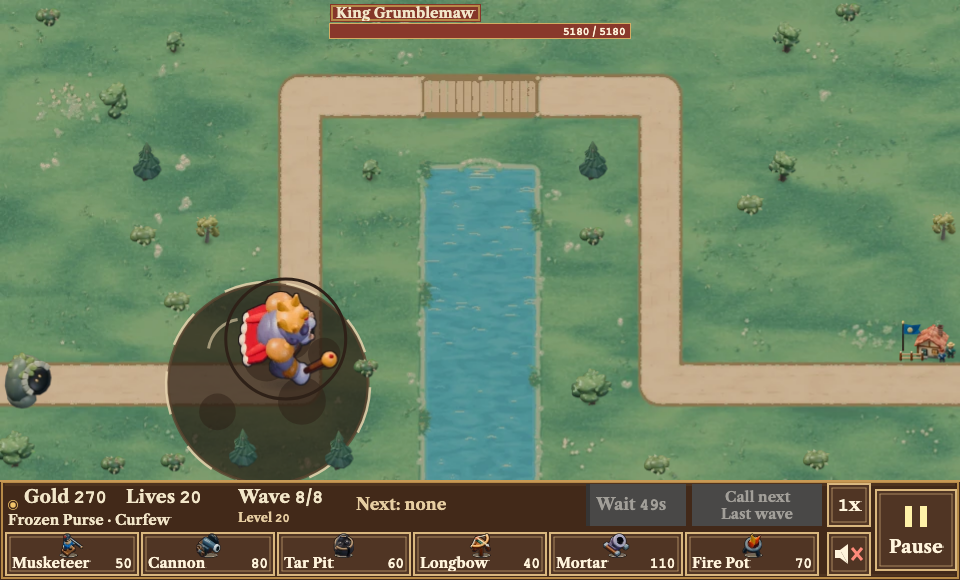 King Grumblemaw
5180 / 5180
Gold 270 Lives 20 Wave 8/8 Next: none Wait 49s Call next Last wave 1x
Frozen Purse · Curfew Level 20
Pause
Musketeer 50 Cannon 80 Tar Pit 60 Longbow 40 Mortar 110 Fire Pot 70